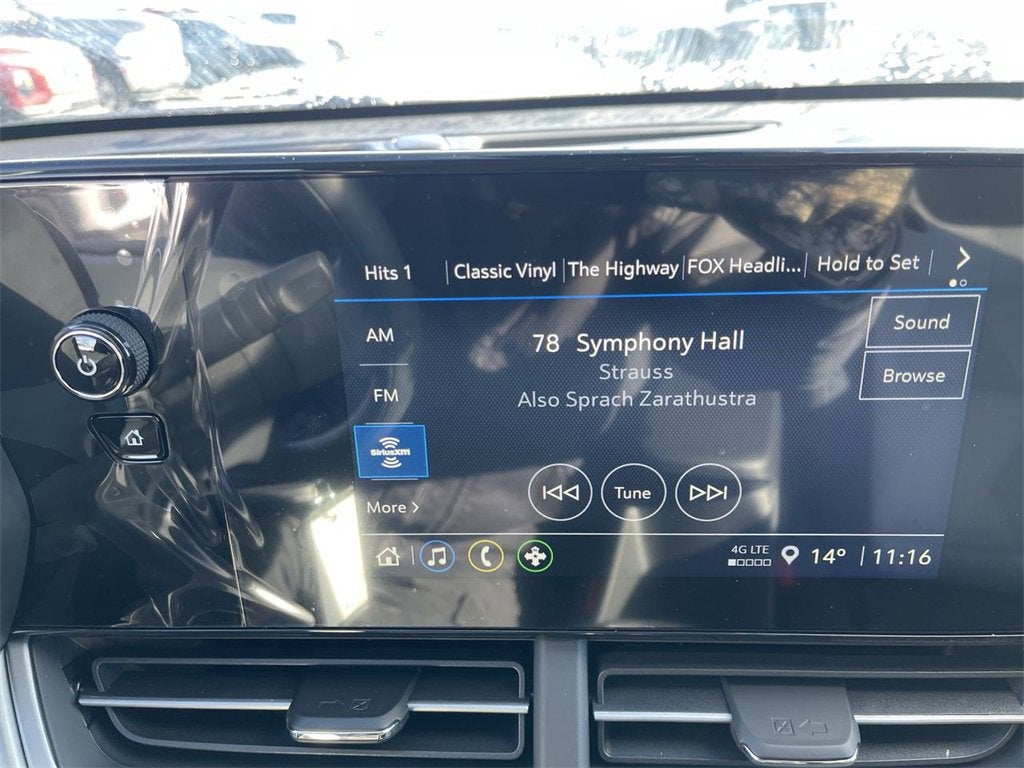 Hits 1
Classic Vinyl
The Highway
FOX Headli...
Hold to Set
AM
78 Symphony Hall
Sound
Strauss
Browse
FM
Also Sprach Zarathustra
SiriusXM
Tune
More
4G LTE
14°
11:16